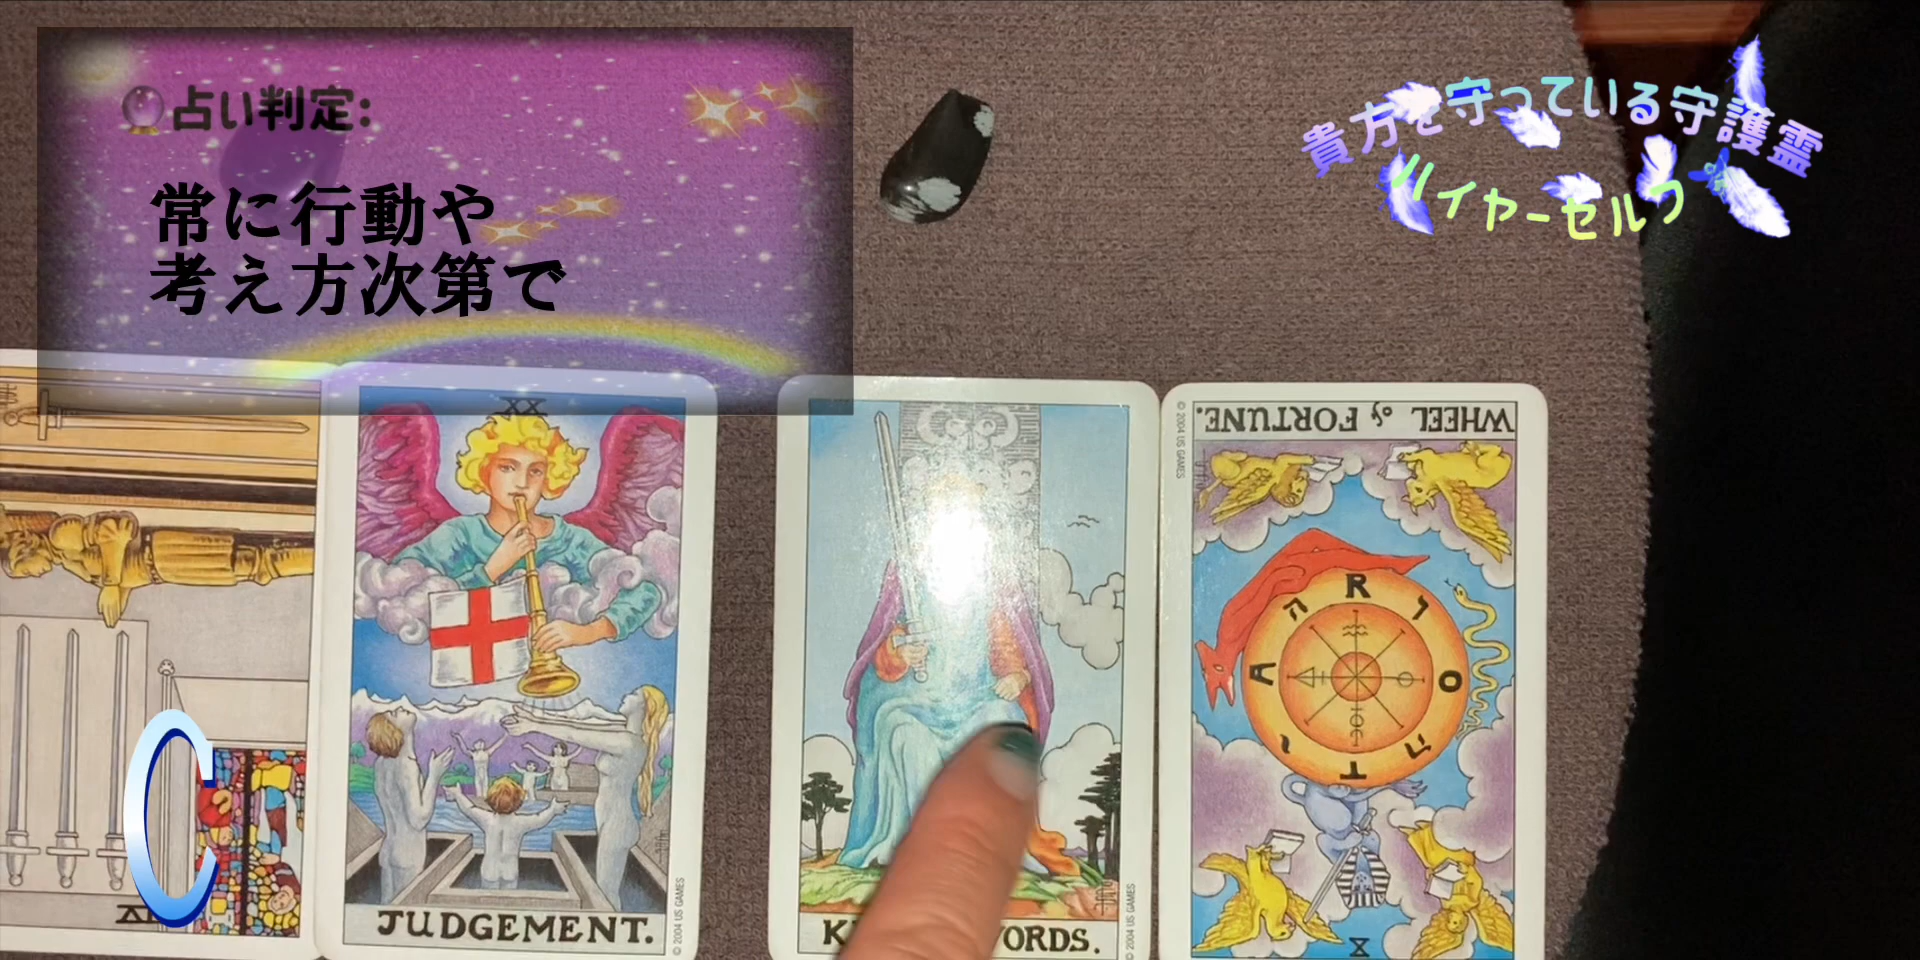 占い判定:
常に行動や
考え方次第で
貴方を守っている守護霊
ハイヤーセルフ
XX
JUDGEMENT.
© 2004 US GAMES
ORDS.
© 2004 US GAMES
WHEEL of FORTUNE.
© 2004 US GAMES
R
O
T
A
X
C